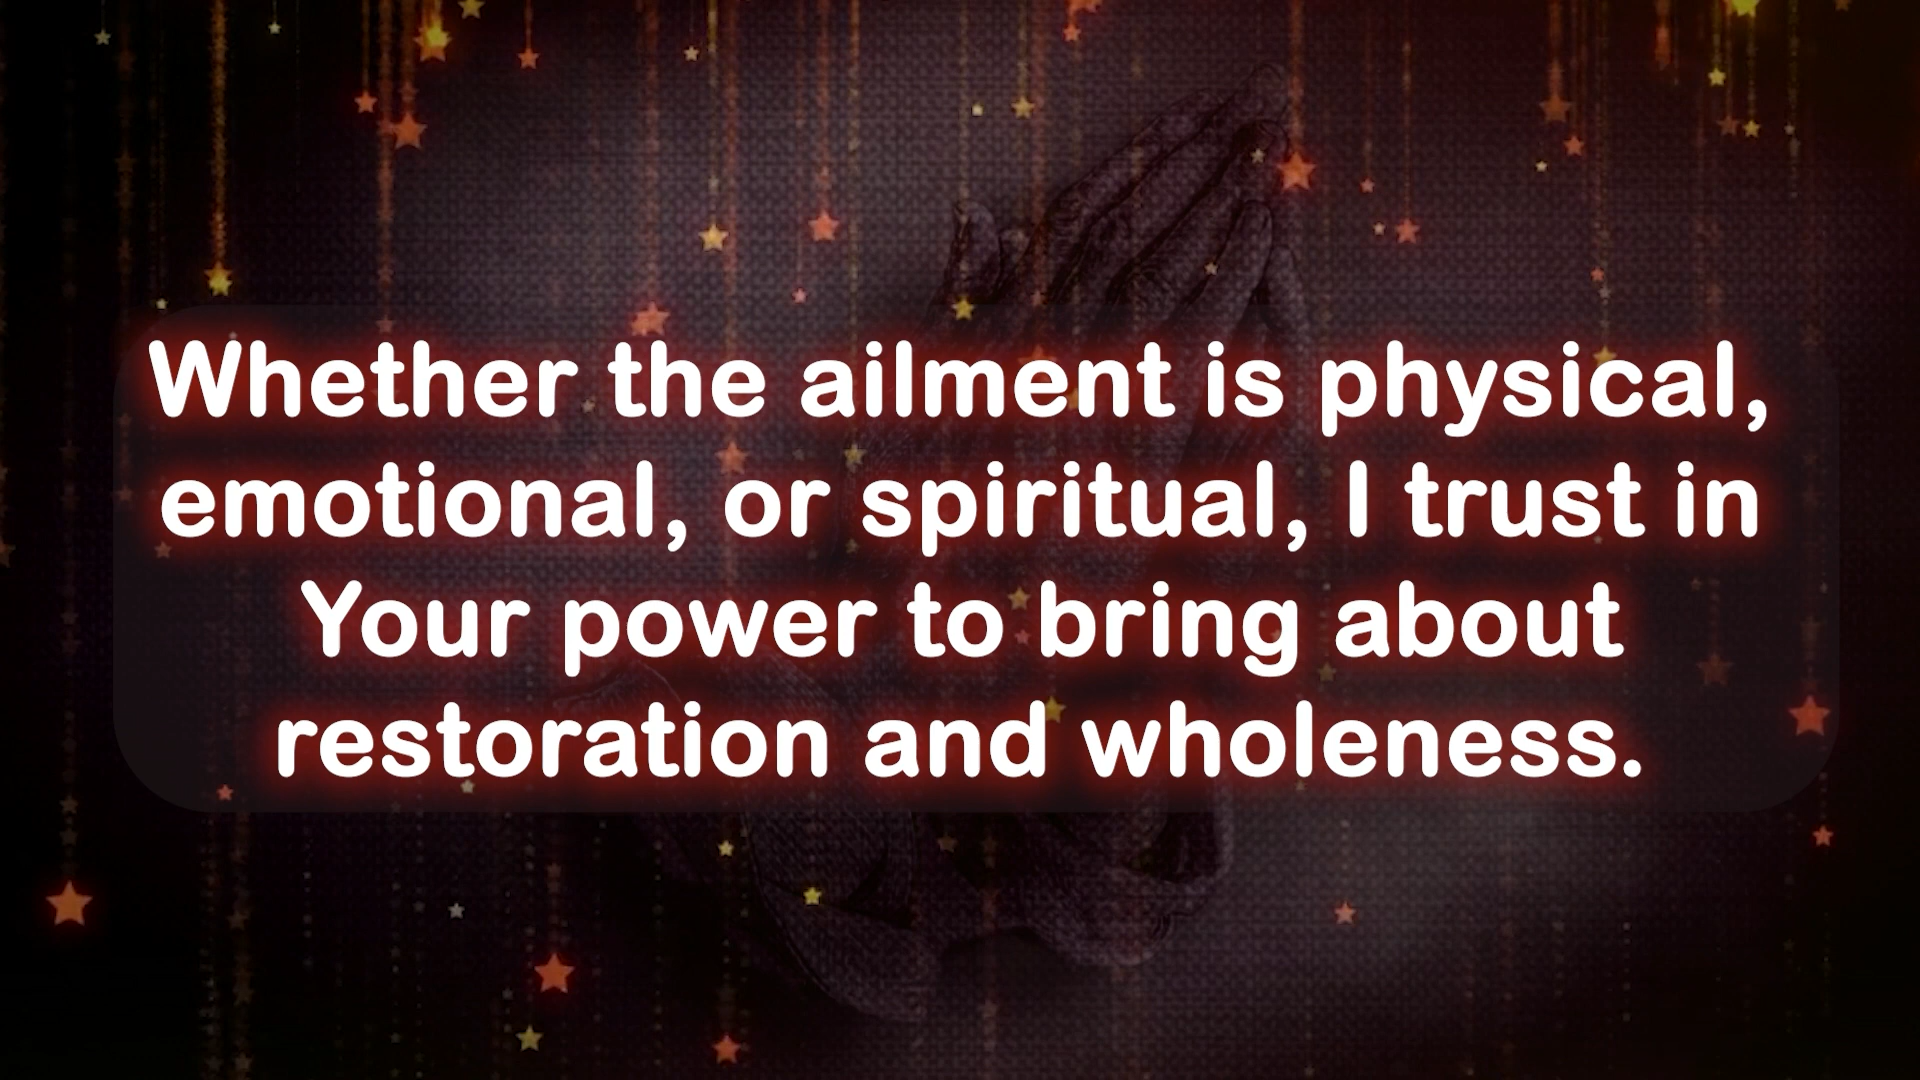 Whether the ailment is physical,
emotional, or spiritual, I trust in
Your power to bring about
restoration and wholeness.